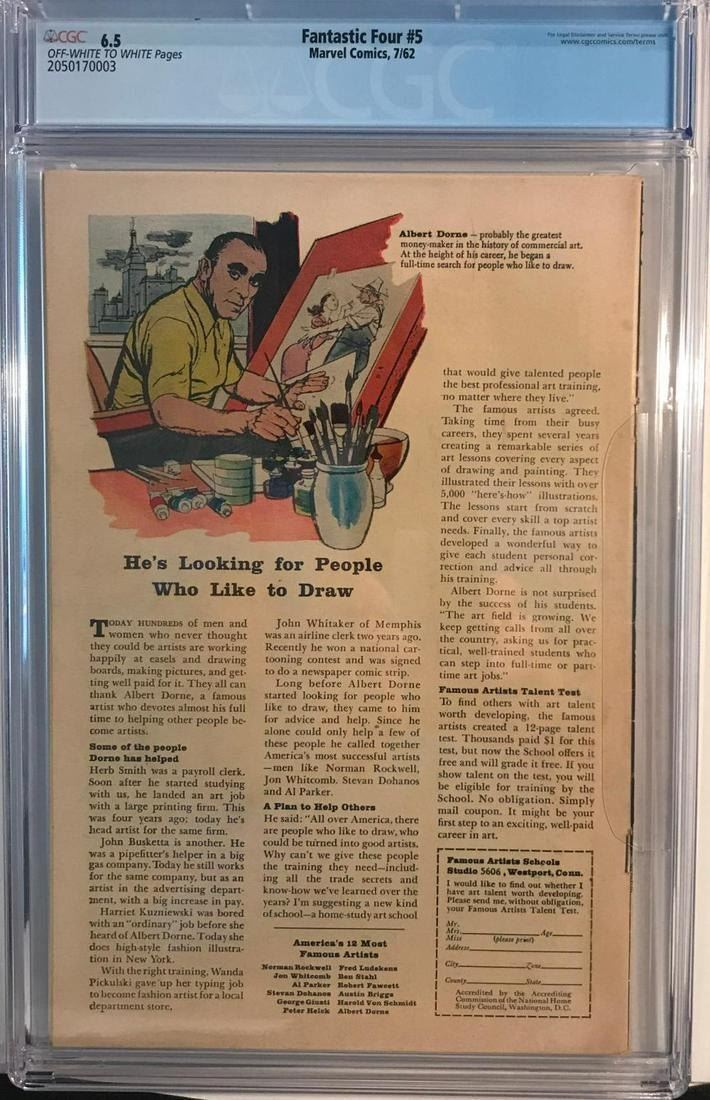 CGC 6.5
OFF-WHITE TO WHITE Pages
2050170003
Fantastic Four #5
Marvel Comics, 7/62
For Legal Disclaimer and Service Terms please visit
www.cgccomics.com/terms
CGC
Albert Dorne — probably the greatest
money-maker in the history of commercial art.
At the height of his career, he began a
full-time search for people who like to draw.
He's Looking for People
Who Like to Draw
TODAY HUNDREDS of men and
women who never thought
they could be artists are working
happily at easels and drawing
boards, making pictures, and get-
ting well paid for it. They all can
thank Albert Dorne, a famous
artist who devotes almost his full
time to helping other people be-
come artists.
Some of the people
Dorne has helped
Herb Smith was a payroll clerk.
Soon after he started studying
with us, he landed an art job
with a large printing firm. This
was four years ago; today he's
head artist for the same firm.
John Busketta is another. He
was a pipefitter's helper in a big
gas company. Today he still works
for the same company, but as an
artist in the advertising depart-
ment, with a big increase in pay.
Harriet Kuzniewski was bored
with an "ordinary" job before she
heard of Albert Dorne. Today she
does high-style fashion illustra-
tion in New York.
With the right training, Wanda
Pickulski gave up her typing job
to become fashion artist for a local
department store.
John Whitaker of Memphis
was an airline clerk two years ago.
Recently he won a national car-
tooning contest and was signed
to do a newspaper comic strip.
Long before Albert Dorne
started looking for people who
like to draw, they came to him
for advice and help. Since he
alone could only help a few of
these people he called together
America's most successful artists
—men like Norman Rockwell,
Jon Whitcomb, Stevan Dohanos
and Al Parker.
A Plan to Help Others
He said: "All over America, there
are people who like to draw, who
could be turned into good artists.
Why can't we give these people
the training they need—includ-
ing all the trade secrets and
know-how we've learned over the
years? I'm suggesting a new kind
of school—a home-study art school
America's 12 Most
Famous Artists
Norman Rockwell Fred Ludekens
Jon Whitcomb Ben Stahl
Al Parker Robert Fawcett
Stevan Dohanos Austin Briggs
George Giusti Harold Von Schmidt
Peter Helck Albert Dorne
that would give talented people
the best professional art training,
no matter where they live."
The famous artists agreed.
Taking time from their busy
careers, they spent several years
creating a remarkable series of
art lessons covering every aspect
of drawing and painting. They
illustrated their lessons with over
5,000 "here's-how" illustrations.
The lessons start from scratch
and cover every skill a top artist
needs. Finally, the famous artists
developed a wonderful way to
give each student personal cor-
rection and advice all through
his training.
Albert Dorne is not surprised
by the success of his students.
"The art field is growing. We
keep getting calls from all over
the country, asking us for prac-
tical, well-trained students who
can step into full-time or part-
time art jobs."
Famous Artists Talent Test
To find others with art talent
worth developing, the famous
artists created a 12-page talent
test. Thousands paid $1 for this
test, but now the School offers it
free and will grade it free. If you
show talent on the test, you will
be eligible for training by the
School. No obligation. Simply
mail coupon. It might be your
first step to an exciting, well-paid
career in art.
Famous Artists Schools
Studio 5606, Westport, Conn.
I would like to find out whether I
have art talent worth developing.
Please send me, without obligation,
your Famous Artists Talent Test.
Mr.
Mrs. Age
Miss (please print)
Address
City Zone
County State
Accredited by the Accrediting
Commission of the National Home
Study Council, Washington, D.C.